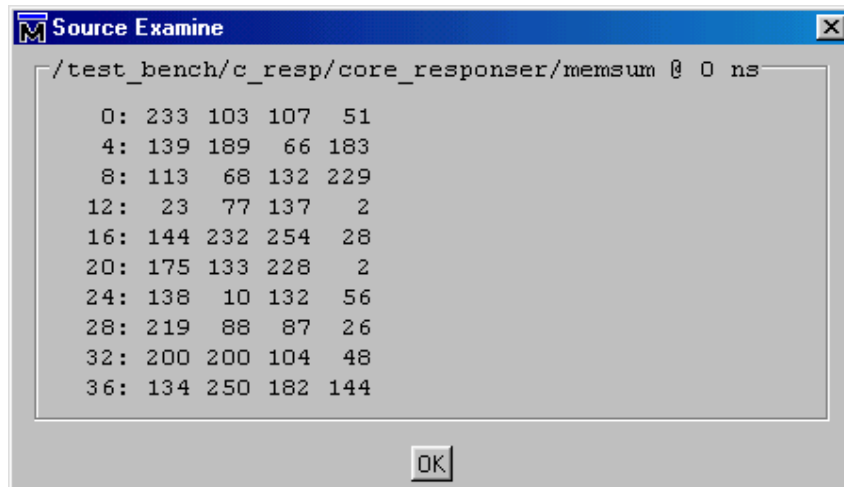 Source Examine
/test_bench/c_resp/core_responser/memsum @ 0 ns
0: 233 103 107 51
4: 139 189 66 183
8: 113 68 132 229
12: 23 77 137 2
16: 144 232 254 28
20: 175 133 228 2
24: 138 10 132 56
28: 219 88 87 26
32: 200 200 104 48
36: 134 250 182 144
OK